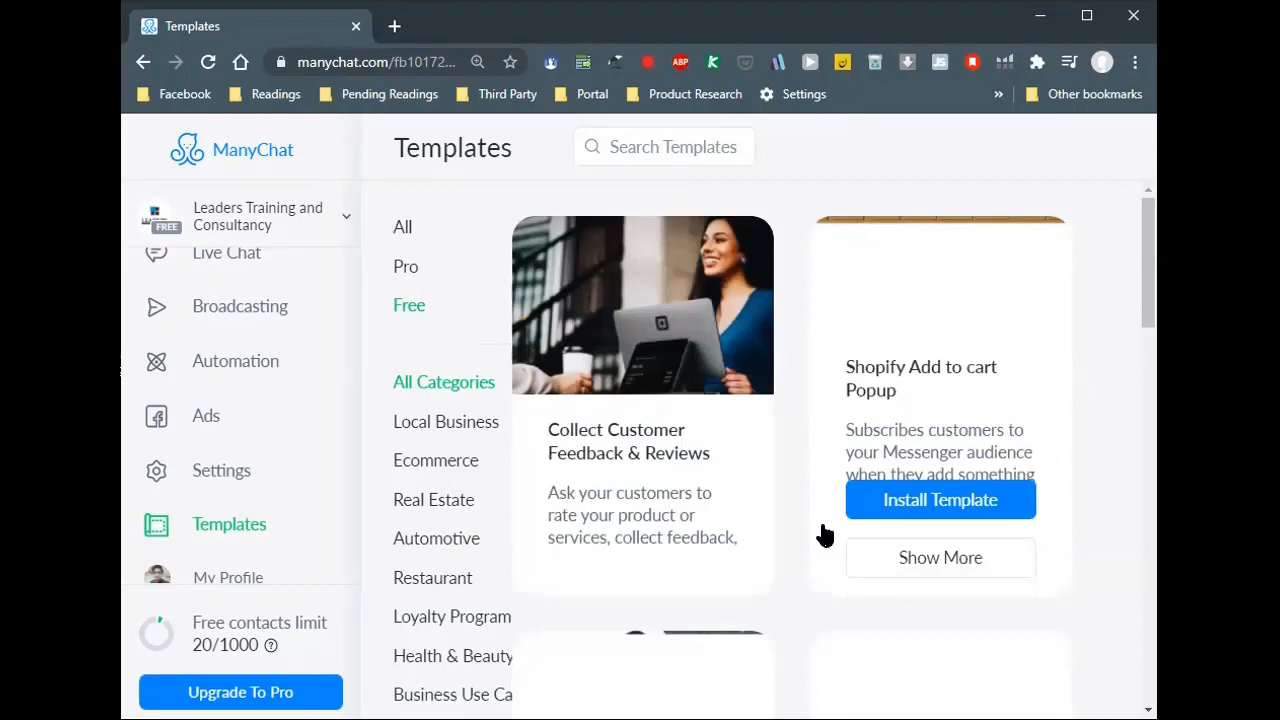 Templates
manychat.com/fb10172...
ABP
JS
Facebook
Readings
Pending Readings
Third Party
Portal
Product Research
Settings
»
Other bookmarks
ManyChat
Templates
Search Templates
Leaders Training and
Consultancy
FREE
Live Chat
Broadcasting
Automation
Ads
Settings
Templates
My Profile
Free contacts limit
20/1000
Upgrade To Pro
All
Pro
Free
All Categories
Local Business
Ecommerce
Real Estate
Automotive
Restaurant
Loyalty Program
Health & Beauty
Business Use Ca
Collect Customer
Feedback & Reviews
Ask your customers to
rate your product or
services, collect feedback,
Shopify Add to cart
Popup
Subscribes customers to
your Messenger audience
when they add something
Install Template
Show More